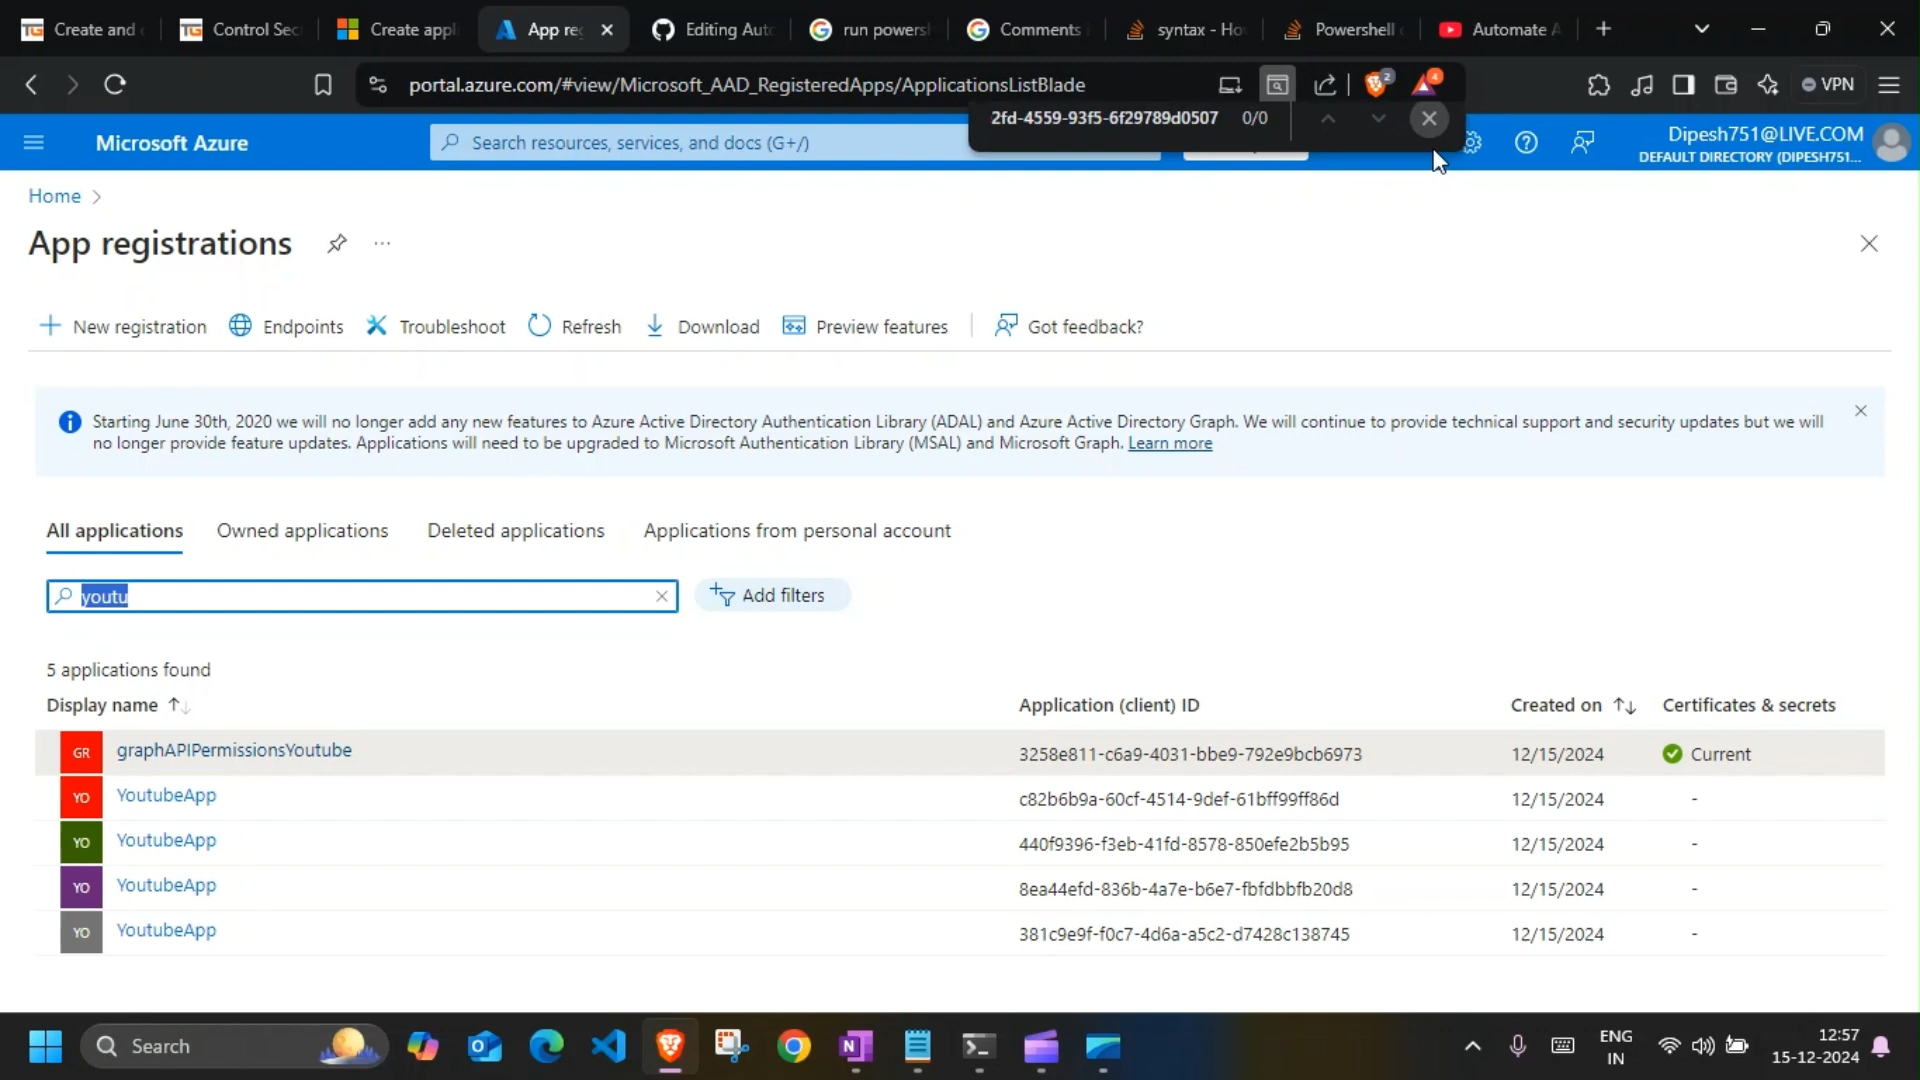 Create and
Control Sec
Create appli
App re
Editing Auto
run powersh
Comments
syntax - Ho
Powershell
Automate A
portal.azure.com/#view/Microsoft_AAD_RegisteredApps/ApplicationsListBlade
2
4
VPN
2fd-4559-93f5-6f29789d0507 0/0
Microsoft Azure
Search resources, services, and docs (G+/)
Dipesh751@LIVE.COM
DEFAULT DIRECTORY (DIPESH751...
Home
App registrations
New registration
Endpoints
Troubleshoot
Refresh
Download
Preview features
Got feedback?
Starting June 30th, 2020 we will no longer add any new features to Azure Active Directory Authentication Library (ADAL) and Azure Active Directory Graph. We will continue to provide technical support and security updates but we will
no longer provide feature updates. Applications will need to be upgraded to Microsoft Authentication Library (MSAL) and Microsoft Graph. Learn more
All applications
Owned applications
Deleted applications
Applications from personal account
youtu
Add filters
5 applications found
Display name Application (client) ID Created on Certificates & secrets
GR graphAPIPermissionsYoutube 3258e811-c6a9-4031-bbe9-792e9bcb6973 12/15/2024 Current
YO YoutubeApp c82b6b9a-60cf-4514-9def-61bff99ff86d 12/15/2024 -
YO YoutubeApp 440f9396-f3eb-41fd-8578-850efe2b5b95 12/15/2024 -
YO YoutubeApp 8ea44efd-836b-4a7e-b6e7-fbfdbbfb20d8 12/15/2024 -
YO YoutubeApp 381c9e9f-f0c7-4d6a-a5c2-d7428c138745 12/15/2024 -
Search
ENG
IN
12:57
15-12-2024